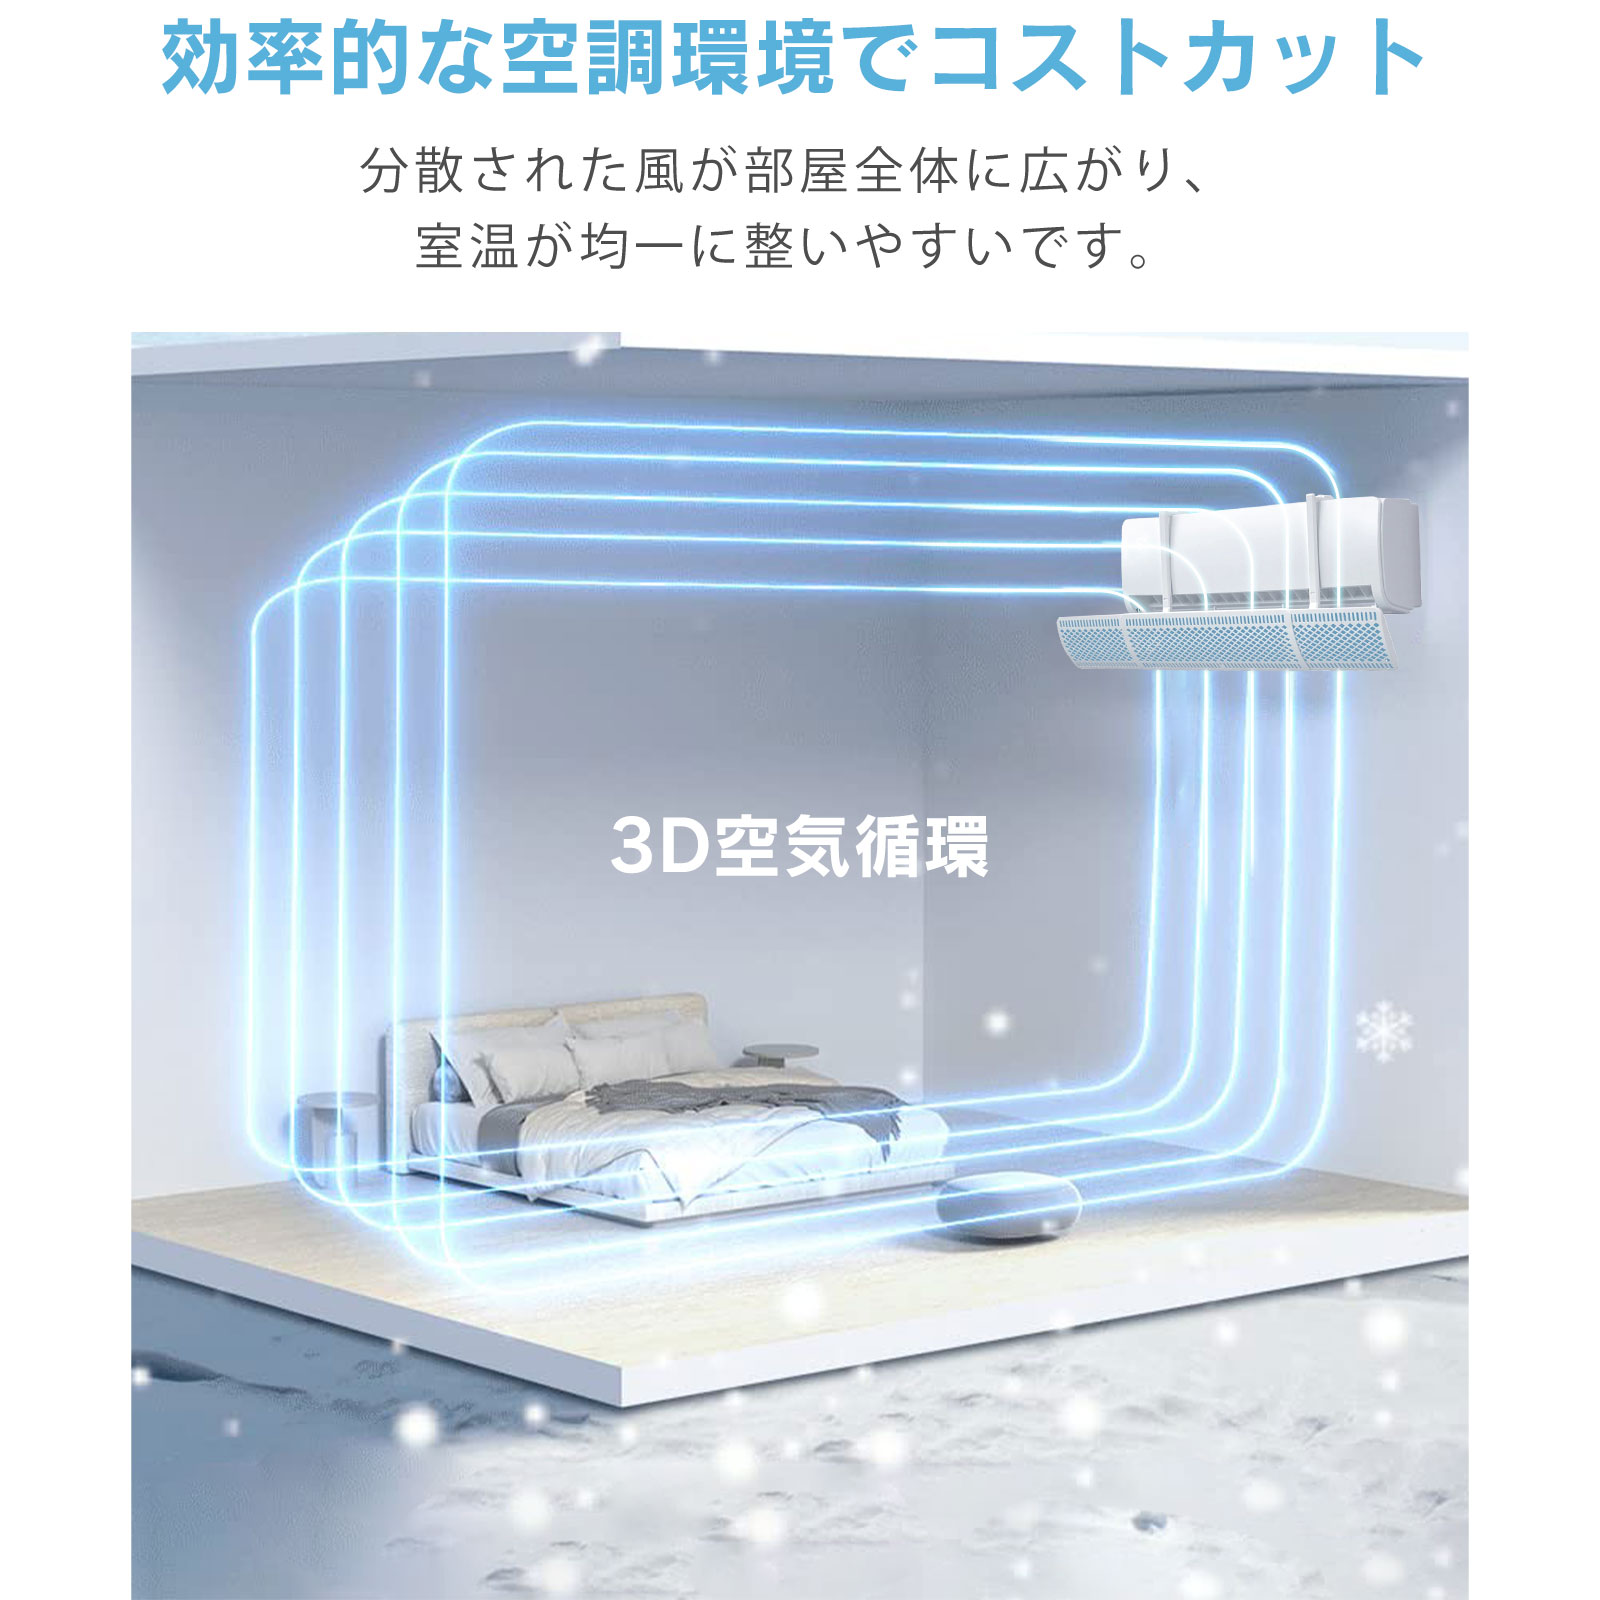 効率的な空調環境でコストカット
分散された風が部屋全体に広がり、
室温が均一に整いやすいです。
3D空気循環